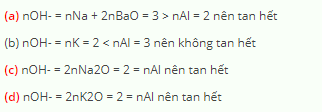 (a) nOH- = nNa + 2nBaO = 3 > nAl = 2 nên tan hết
(b) nOH- = nK = 2 < nAl = 3 nên không tan hết
(c) nOH- = 2nNa2O = 2 = nAl nên tan hết
(d) nOH- = 2nK2O = 2 = nAl nên tan hết